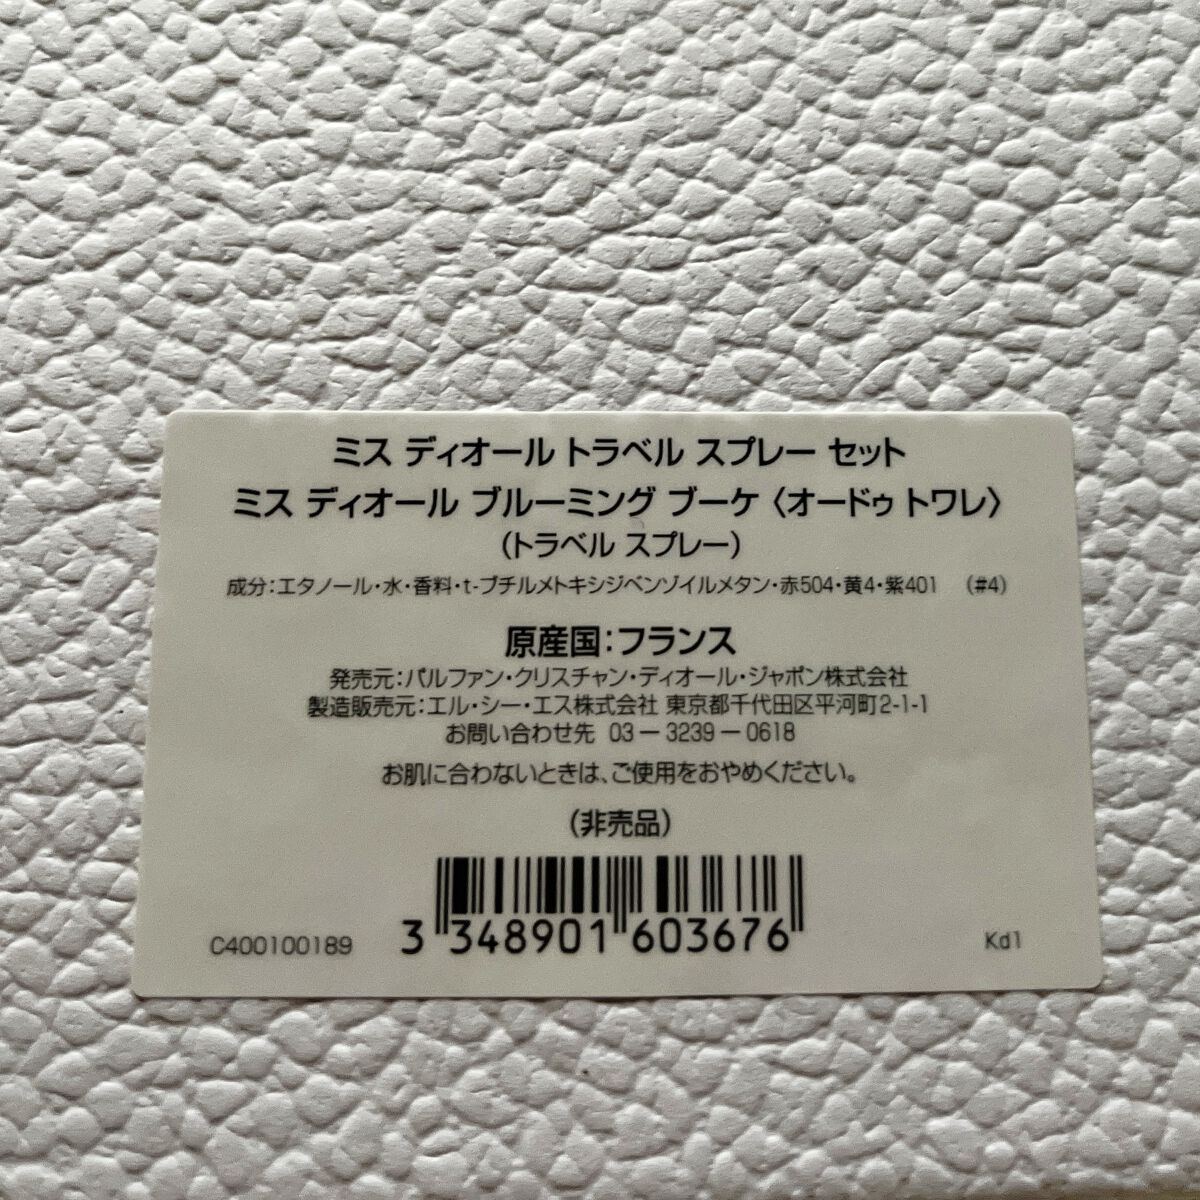 ミス ディオール トラベル スプレー セット
ミス ディオール ブルーミング ブーケ〈オードゥ トワレ〉
(トラベル スプレー)
成分:エタノール・水・香料・t-ブチルメトキシジベンゾイルメタン・赤504・黄4・紫401 (#4)
原産国:フランス
発売元:パルファン・クリスチャン・ディオール・ジャポン株式会社
製造販売元:エル・シー・エス株式会社 東京都千代田区平河町2-1-1
お問い合わせ先 03-3239-0618
お肌に合わないときは、ご使用をおやめください。
(非売品)
C400100189 3 348901 603676 Kd1